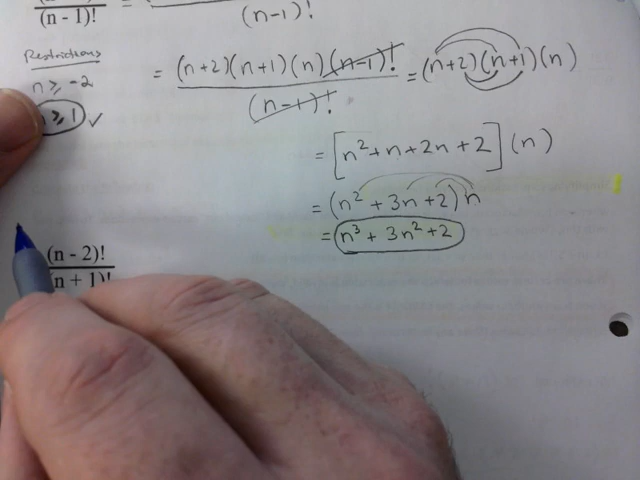 (n - 1)! = (n-1)!
Restrictions
n ≥ -2
≥ 1 ✓
= (n+2)(n+1)(n)(n-1)! / (n-1)! = (n+2)(n+1)(n)
= [n² + n + 2n + 2] (n)
= (n² + 3n + 2) n
= n³ + 3n² + 2
(n - 2)!
(n + 1)!